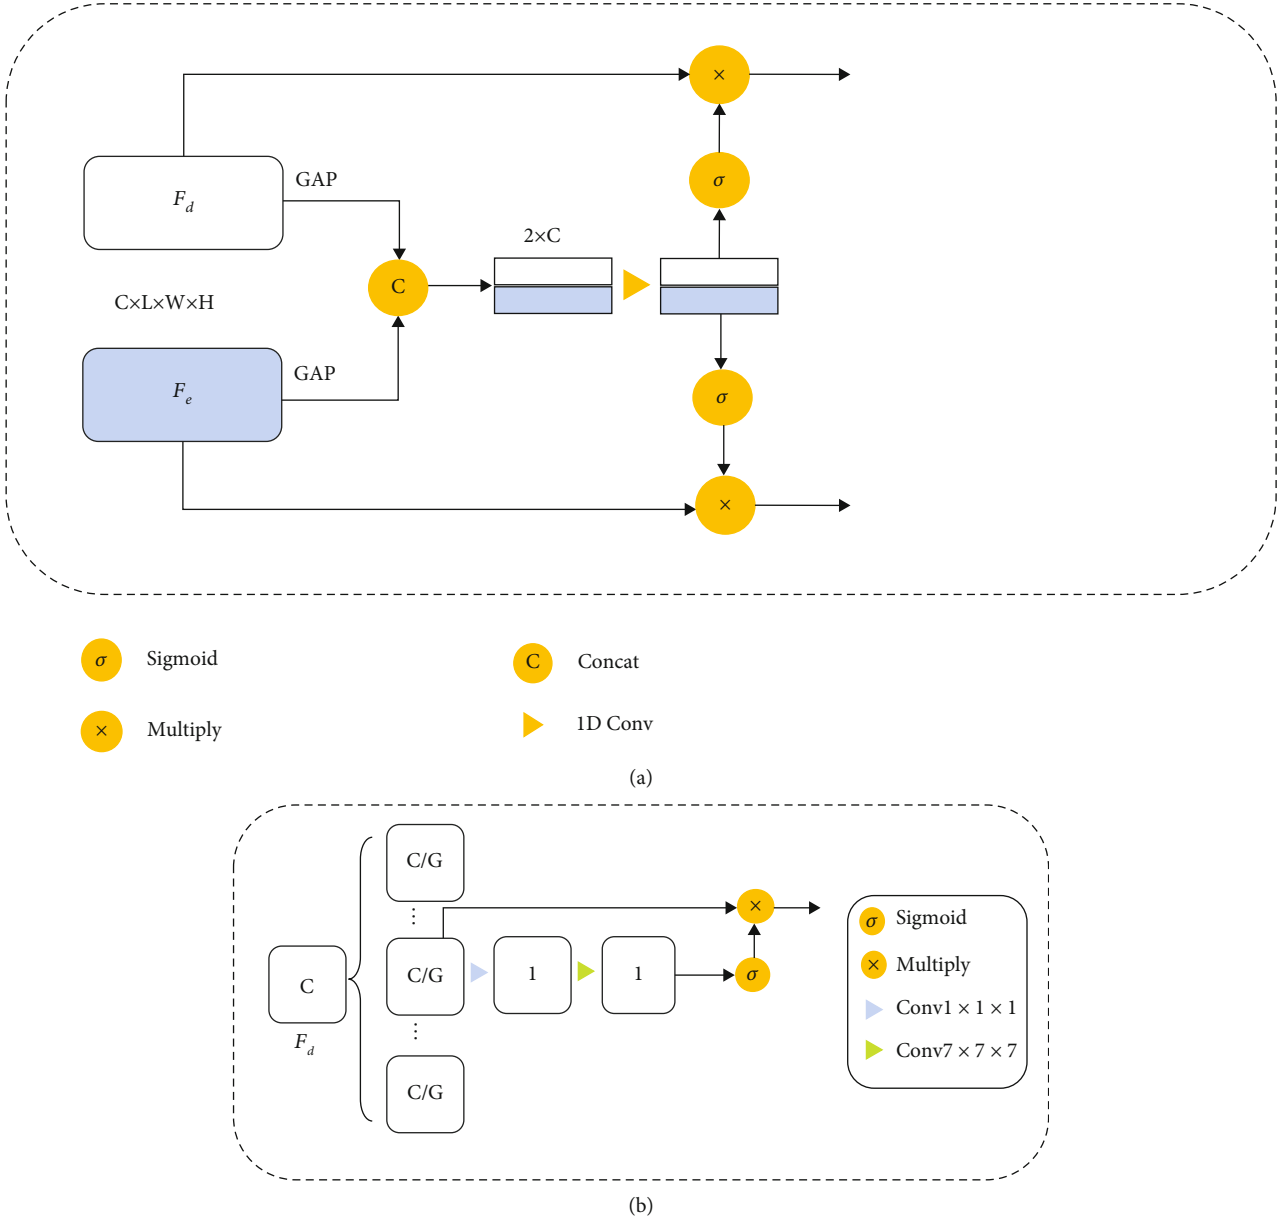 ×
σ
GAP
F_d
2×C
C
C×L×W×H
GAP
F_e
σ
×
σ Sigmoid
C Concat
× Multiply
1D Conv
(a)
C/G
⋮
C
F_d
C/G
1
1
σ
×
⋮
C/G
σ Sigmoid
× Multiply
Conv1 × 1 × 1
Conv7 × 7 × 7
(b)